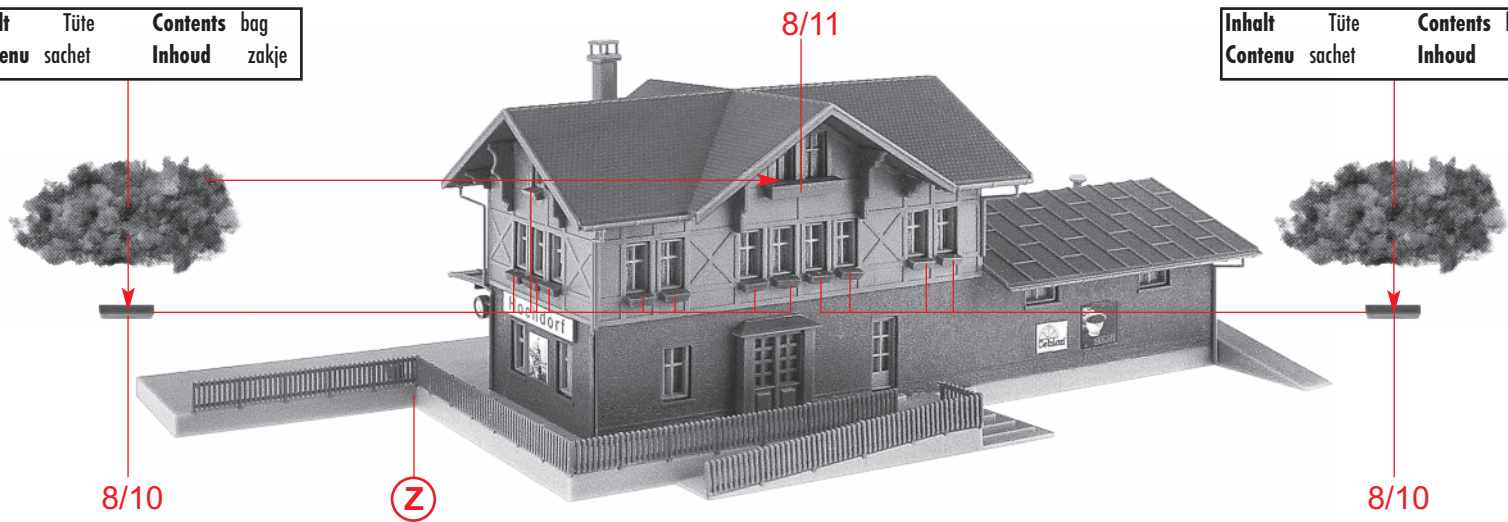 lt Tüte Contents bag
enu sachet Inhoud zakje
8/11
Inhalt Tüte Contents
Contenu sachet Inhoud
Hochdorf
8/10
Z
8/10